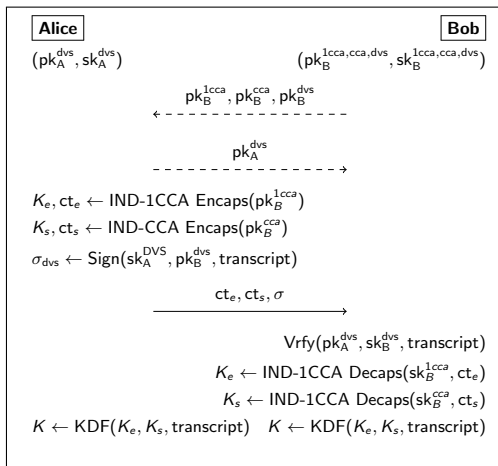 Alice Bob
(pk_A^dvs, sk_A^dvs) (pk_B^1cca,cca,dvs, sk_B^1cca,cca,dvs)
pk_B^1cca, pk_B^cca, pk_B^dvs
pk_A^dvs
K_e, ct_e ← IND-1CCA Encaps(pk_B^1cca)
K_s, ct_s ← IND-CCA Encaps(pk_B^cca)
σ_dvs ← Sign(sk_A^DVS, pk_B^dvs, transcript)
ct_e, ct_s, σ
Vrfy(pk_A^dvs, sk_B^dvs, transcript)
K_e ← IND-1CCA Decaps(sk_B^1cca, ct_e)
K_s ← IND-1CCA Decaps(sk_B^cca, ct_s)
K ← KDF(K_e, K_s, transcript) K ← KDF(K_e, K_s, transcript)